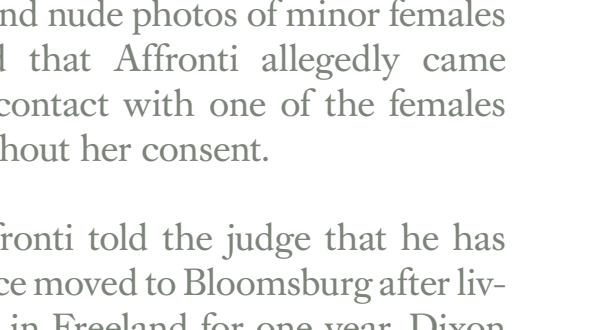 nd nude photos of minor females
that Affronti allegedly came
contact with one of the females
hout her consent.
fronti told the judge that he has
ce moved to Bloomsburg after liv-
in Freeland for one year. Dixon